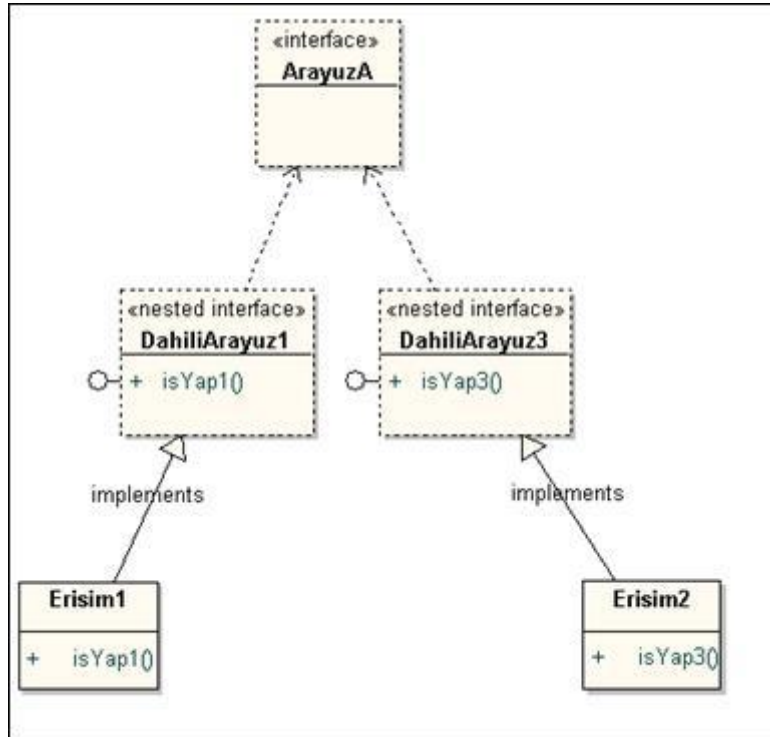 «interface»
ArayuzA
«nested interface»
DahiliArayuz1
+ isYap1()
«nested interface»
DahiliArayuz3
+ isYap3()
implements
implements
Erisim1
+ isYap1()
Erisim2
+ isYap3()